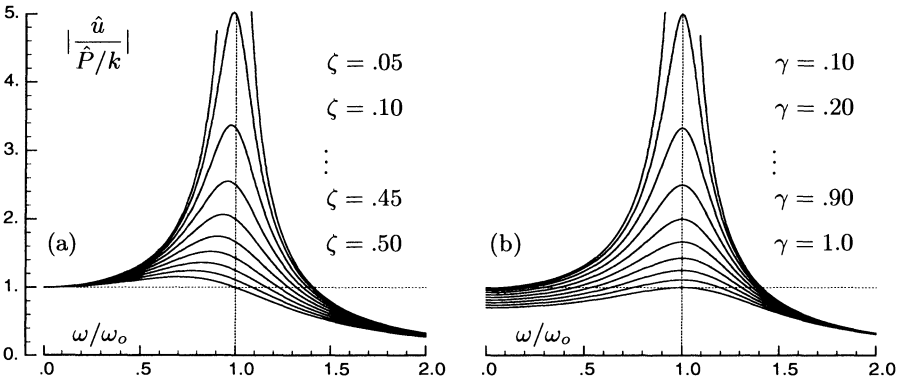 5.
4.
3.
2.
1.
0.
| û / P̂/k |
ζ = .05
ζ = .10
⋮
ζ = .45
ζ = .50
(a)
ω/ωₒ
.0 .5 1.0 1.5 2.0
γ = .10
γ = .20
⋮
γ = .90
γ = 1.0
(b)
ω/ωₒ
.0 .5 1.0 1.5 2.0